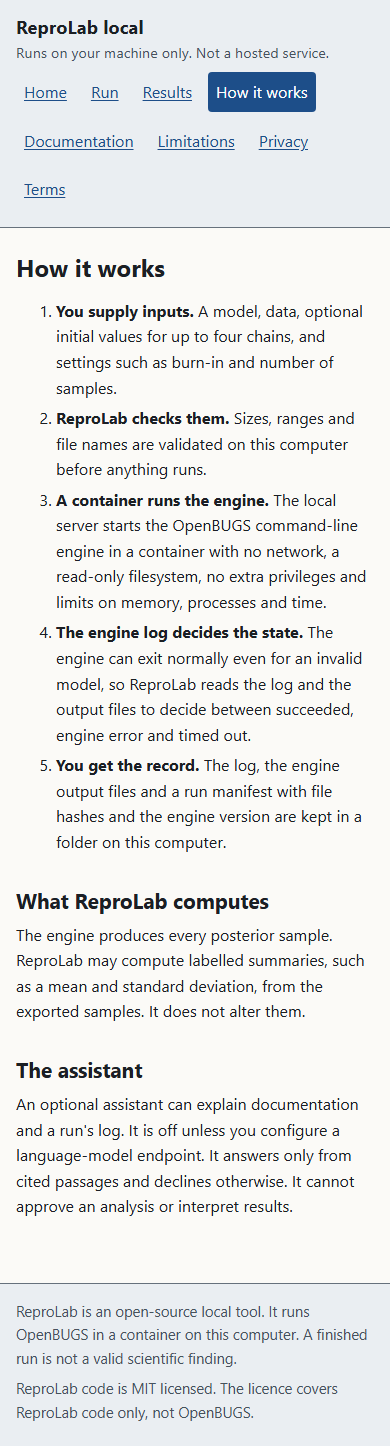 ReproLab local
Runs on your machine only. Not a hosted service.
Home Run Results How it works
Documentation Limitations Privacy
Terms
How it works
1. You supply inputs. A model, data, optional
initial values for up to four chains, and
settings such as burn-in and number of
samples.
2. ReproLab checks them. Sizes, ranges and
file names are validated on this computer
before anything runs.
3. A container runs the engine. The local
server starts the OpenBUGS command-line
engine in a container with no network, a
read-only filesystem, no extra privileges and
limits on memory, processes and time.
4. The engine log decides the state. The
engine can exit normally even for an invalid
model, so ReproLab reads the log and the
output files to decide between succeeded,
engine error and timed out.
5. You get the record. The log, the engine
output files and a run manifest with file
hashes and the engine version are kept in a
folder on this computer.
What ReproLab computes
The engine produces every posterior sample.
ReproLab may compute labelled summaries, such
as a mean and standard deviation, from the
exported samples. It does not alter them.
The assistant
An optional assistant can explain documentation
and a run's log. It is off unless you configure a
language-model endpoint. It answers only from
cited passages and declines otherwise. It cannot
approve an analysis or interpret results.
ReproLab is an open-source local tool. It runs
OpenBUGS in a container on this computer. A finished
run is not a valid scientific finding.
ReproLab code is MIT licensed. The licence covers
ReproLab code only, not OpenBUGS.